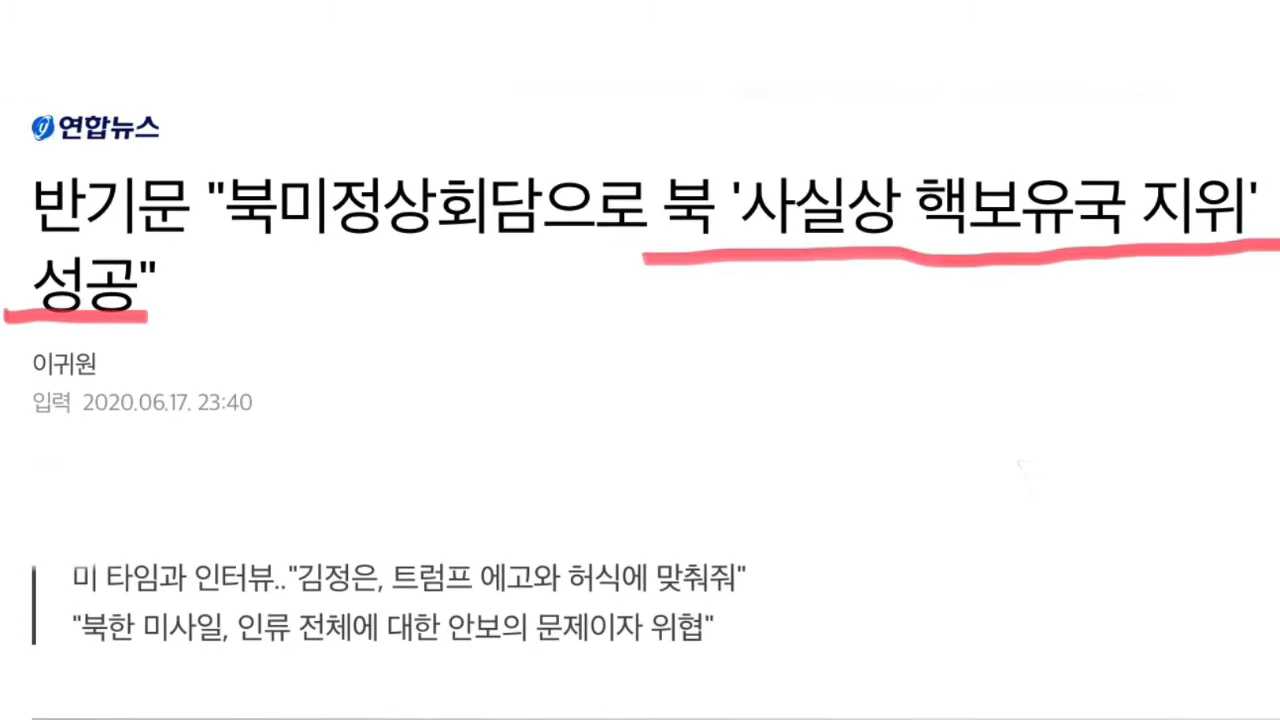 연합뉴스
반기문 "북미정상회담으로 북 '사실상 핵보유국 지위'
성공"
이귀원
입력 2020.06.17. 23:40
미 타임과 인터뷰.."김정은, 트럼프 에고와 허식에 맞춰줘"
"북한 미사일, 인류 전체에 대한 안보의 문제이자 위협"